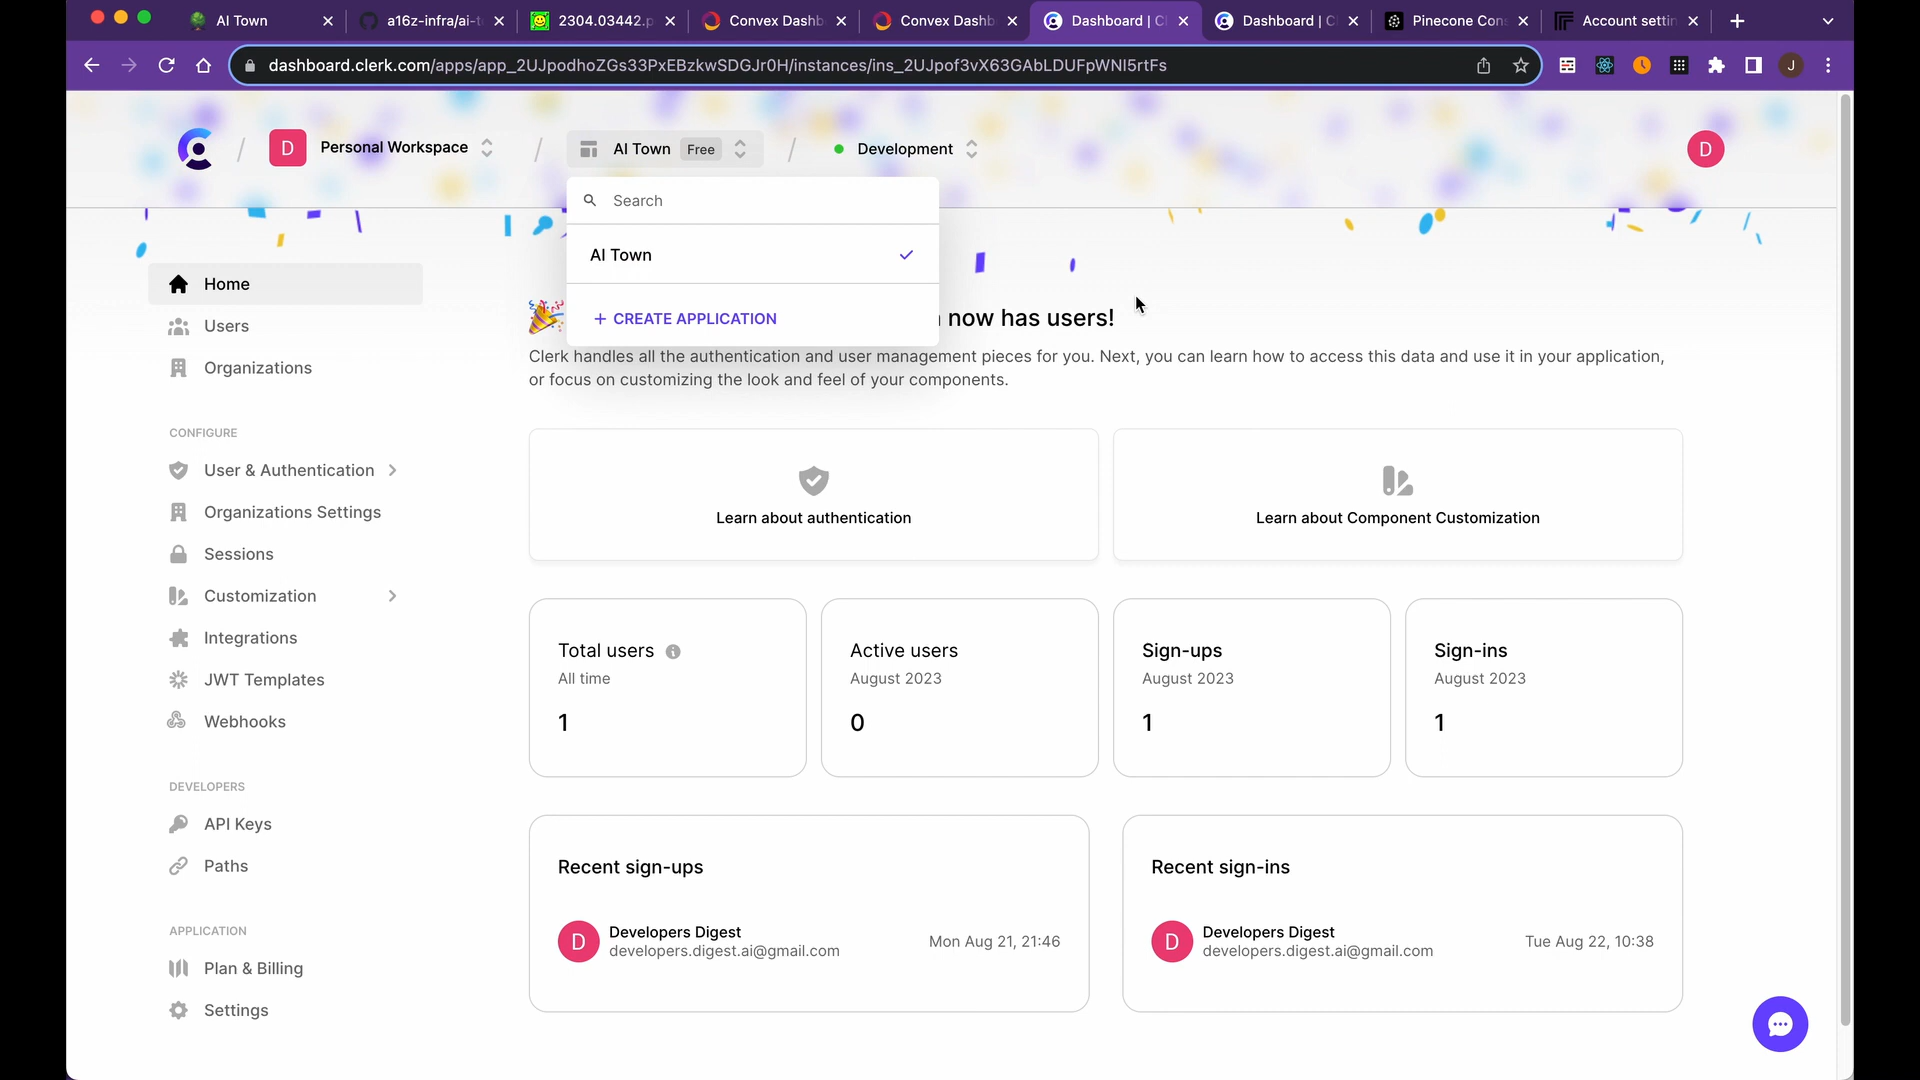 AI Town
a16z-infra/ai-t
2304.03442.p
Convex Dashb
Convex Dashb
Dashboard | C
Dashboard | C
Pinecone Con
Account settin
dashboard.clerk.com/apps/app_2UJpodhoZGs33PxEBzkwSDGJr0H/instances/ins_2UJpof3vX63GAbLDUFpWNI5rtFs
J
D
Personal Workspace
AI Town
Free
Development
D
Search
AI Town
+ CREATE APPLICATION
now has users!
Clerk handles all the authentication and user management pieces for you. Next, you can learn how to access this data and use it in your application,
or focus on customizing the look and feel of your components.
Home
Users
Organizations
CONFIGURE
User & Authentication
Organizations Settings
Sessions
Customization
Integrations
JWT Templates
Webhooks
DEVELOPERS
API Keys
Paths
APPLICATION
Plan & Billing
Settings
Learn about authentication
Learn about Component Customization
Total users
All time
1
Active users
August 2023
0
Sign-ups
August 2023
1
Sign-ins
August 2023
1
Recent sign-ups
D
Developers Digest
developers.digest.ai@gmail.com
Mon Aug 21, 21:46
Recent sign-ins
D
Developers Digest
developers.digest.ai@gmail.com
Tue Aug 22, 10:38